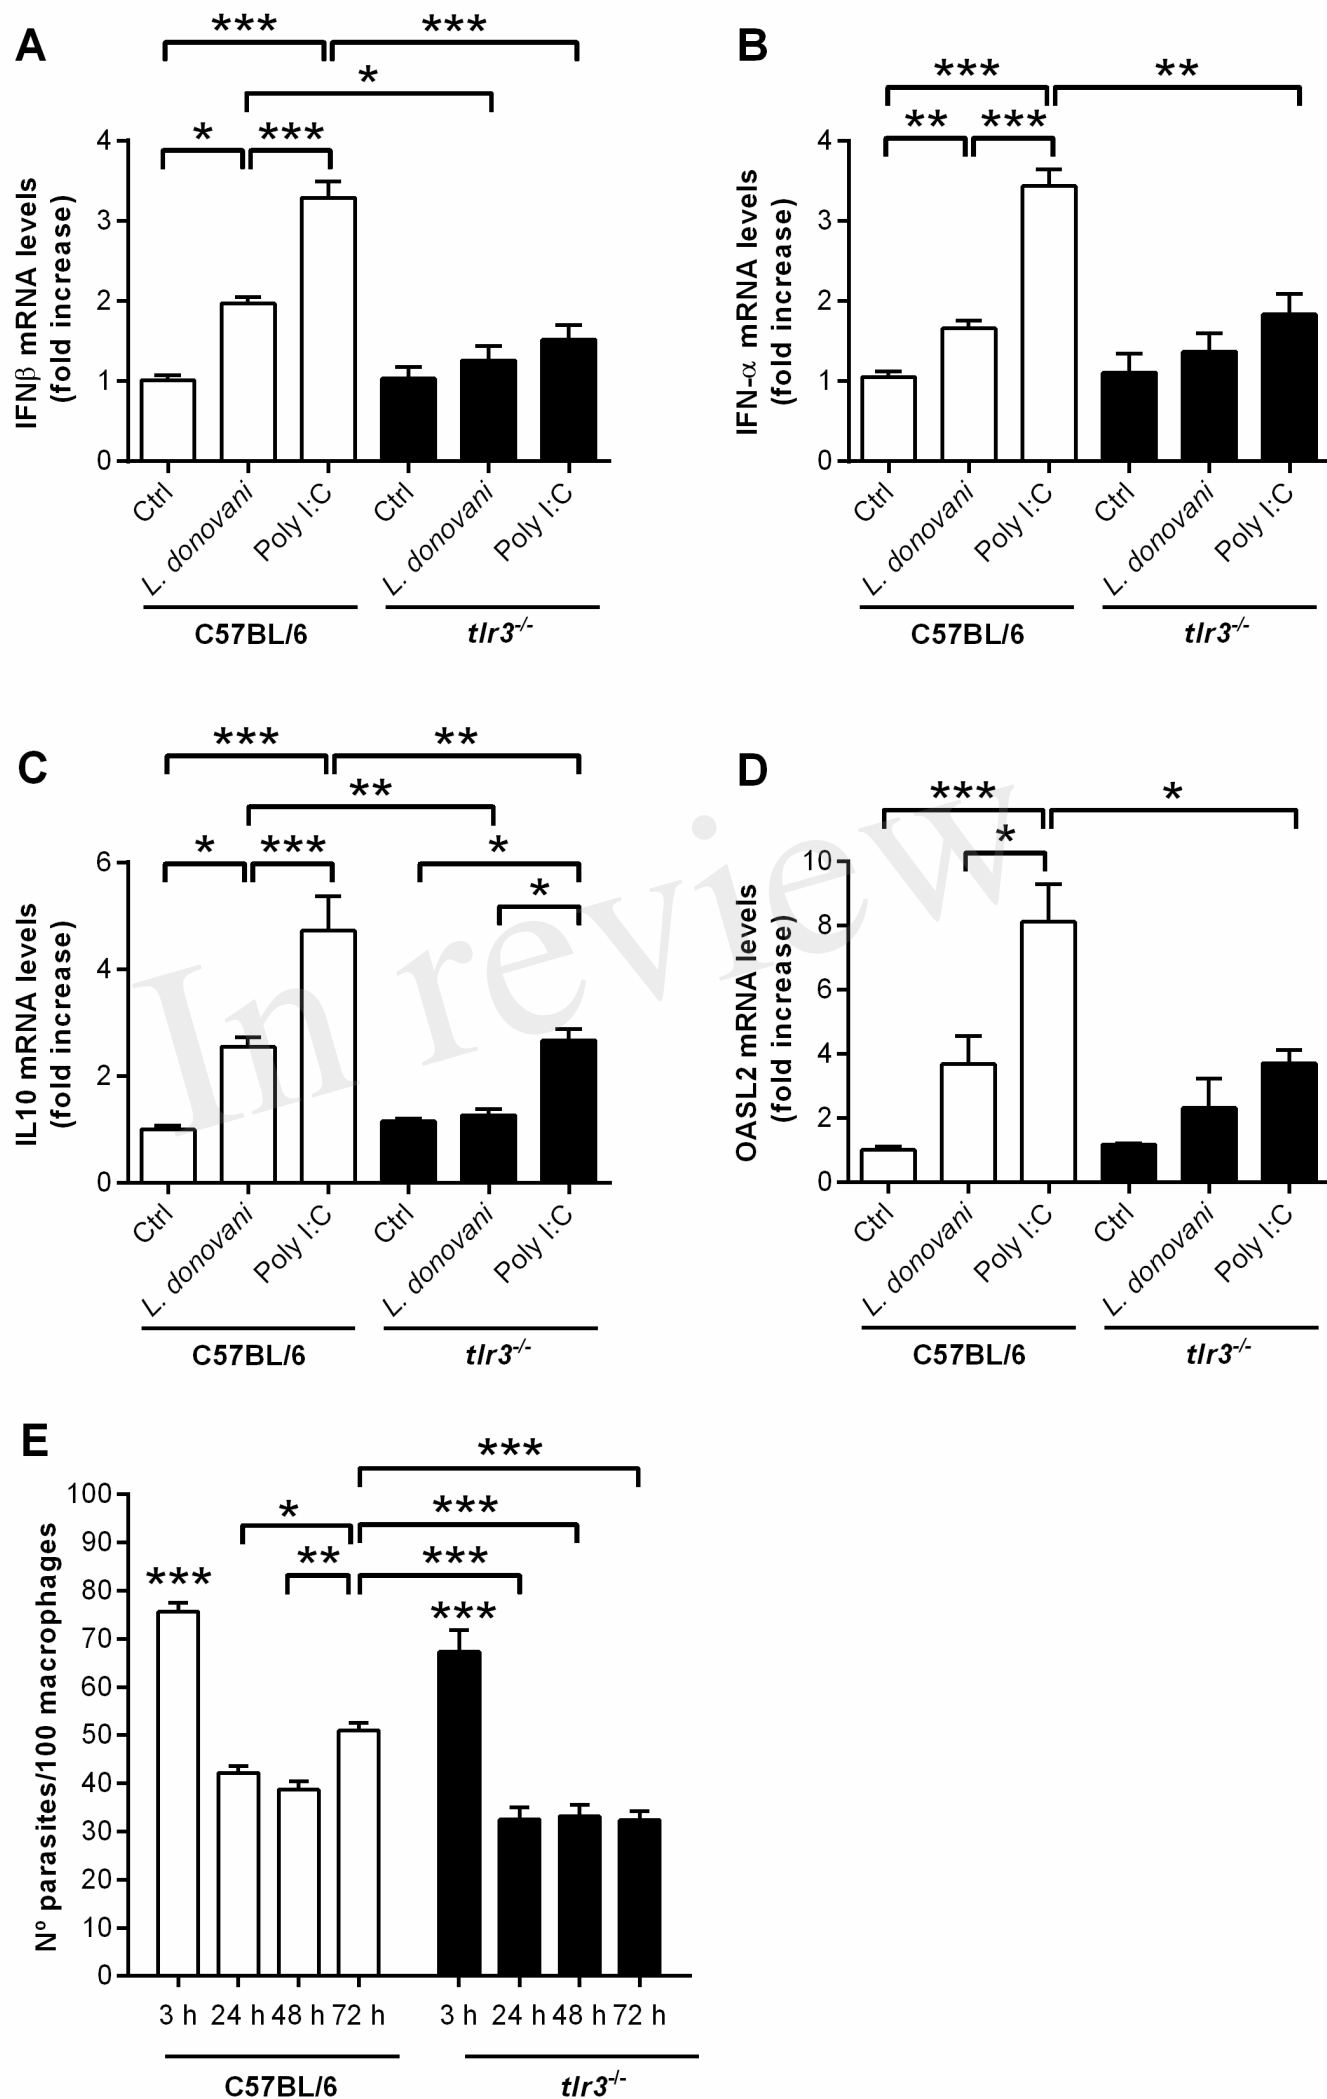 A
***
***
*
*
***
IFNβ mRNA levels
(fold increase)
4
3
2
1
0
Ctrl
L. donovani
Poly I:C
Ctrl
L. donovani
Poly I:C
C57BL/6
tlr3-/-
B
***
**
**
***
IFN-α mRNA levels
(fold increase)
4
3
2
1
0
Ctrl
L. donovani
Poly I:C
Ctrl
L. donovani
Poly I:C
C57BL/6
tlr3-/-
C
***
**
**
*
***
*
*
IL10 mRNA levels
(fold increase)
6
4
2
0
Ctrl
L. donovani
Poly I:C
Ctrl
L. donovani
Poly I:C
C57BL/6
tlr3-/-
D
***
*
*
OASL2 mRNA levels
(fold increase)
10
8
6
4
2
0
Ctrl
L. donovani
Poly I:C
Ctrl
L. donovani
Poly I:C
C57BL/6
tlr3-/-
In review
E
***
*
***
**
***
***
***
Nº parasites/100 macrophages
100
90
80
70
60
50
40
30
20
10
0
3 h 24 h 48 h 72 h 3 h 24 h 48 h 72 h
C57BL/6
tlr3-/-